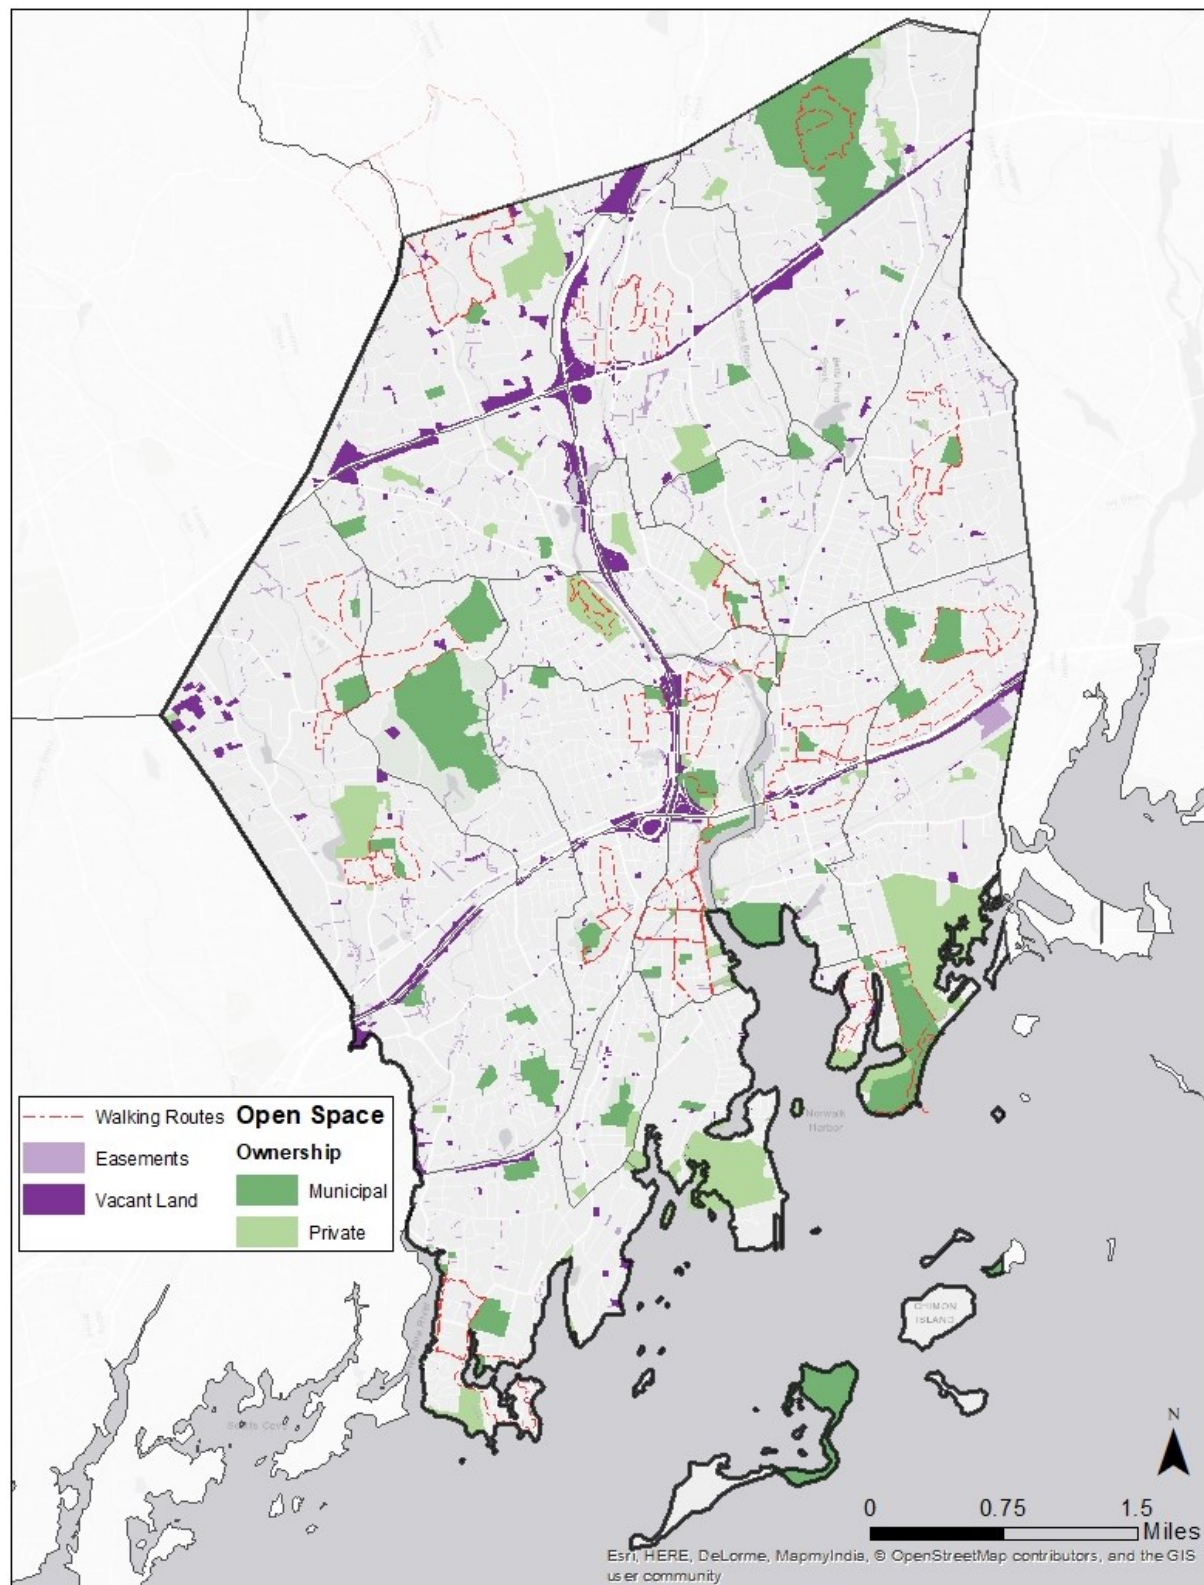 Norwalk
Harbor
Walking Routes
Open Space
Easements
Ownership
Vacant Land
Municipal
Private
CHIMON
ISLAND
N
0 0.75 1.5
Miles
Esri, HERE, DeLorme, MapmyIndia, © OpenStreetMap contributors, and the GIS
user community